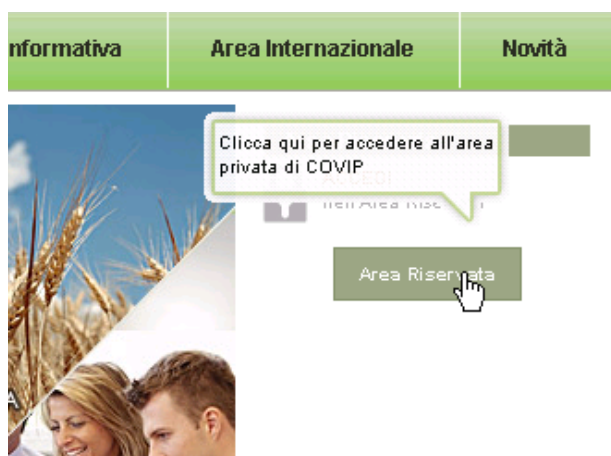 nformativa
Area Internazionale
Novità
Clicca qui per accedere all'area
privata di COVIP
Area Riservata